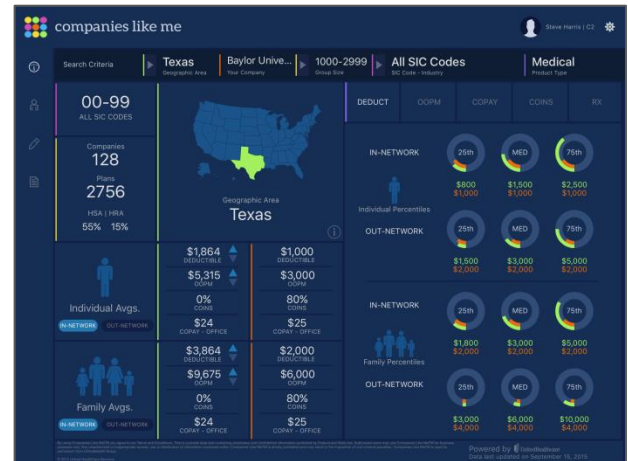 companies like me
Steve Harris | C2
Search Criteria
Texas
Geographic Area
Baylor Unive...
Your Company
1000-2999
Group Size
All SIC Codes
SIC Code - Industry
Medical
Product Type
00-99
ALL SIC CODES
Companies
128
Plans
2756
HSA | HRA
55% 15%
Geographic Area
Texas
Individual Avgs.
IN-NETWORK OUT-NETWORK
$1,864
DEDUCTIBLE
$5,315
OOPM
0%
COINS
$24
COPAY - OFFICE
$1,000
DEDUCTIBLE
$3,000
OOPM
80%
COINS
$25
COPAY - OFFICE
Family Avgs.
IN-NETWORK OUT-NETWORK
$3,864
DEDUCTIBLE
$9,675
OOPM
0%
COINS
$24
COPAY - OFFICE
$2,000
DEDUCTIBLE
$6,000
OOPM
80%
COINS
$25
COPAY - OFFICE
DEDUCT OOPM COPAY COINS RX
IN-NETWORK
25th MED 75th
$800 $1,500 $2,500
$1,000 $1,000 $1,000
Individual Percentiles
OUT-NETWORK
25th MED 75th
$1,500 $3,000 $5,000
$2,000 $2,000 $2,000
IN-NETWORK
25th MED 75th
$1,800 $3,000 $5,000
$2,000 $2,000 $2,000
Family Percentiles
OUT-NETWORK
25th MED 75th
$3,000 $6,000 $10,000
$4,000 $4,000 $4,000
Powered by UnitedHealthcare
Data last updated on September 15, 2015